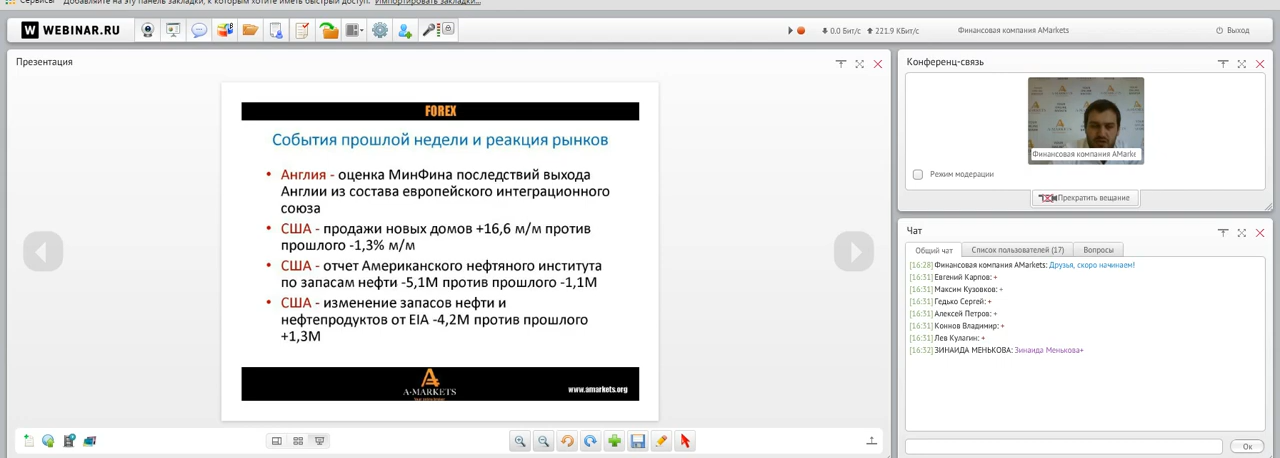 Сервисы
Добавляйте на эту панель закладки, к которым хотите иметь быстрый доступ. Импортировать закладки...
W WEBINAR.RU
0.0 Бит/с
221.9 КБит/с
Финансовая компания AMarkets
Выход
Презентация
FOREX
События прошлой недели и реакция рынков
• Англия - оценка МинФина последствий выхода
Англии из состава европейского интеграционного
союза
• США - продажи новых домов +16,6 м/м против
прошлого -1,3% м/м
• США - отчет Американского нефтяного института
по запасам нефти -5,1М против прошлого -1,1М
• США - изменение запасов нефти и
нефтепродуктов от EIA -4,2М против прошлого
+1,3М
A-MARKETS
www.amarkets.org
Конференц-связь
Финансовая компания AMarke
Режим модерации
Прекратить вещание
Чат
Общий чат
Список пользователей (17)
Вопросы
[16:28] Финансовая компания AMarkets: Друзья, скоро начинаем!
[16:31] Евгений Карпов: +
[16:31] Максим Кузовков: +
[16:31] Гедько Сергей: +
[16:31] Алексей Петров: +
[16:31] Коннов Владимир: +
[16:31] Лев Кулагин: +
[16:32] ЗИНАИДА МЕНЬКОВА: Зинаида Менькова+
Ок